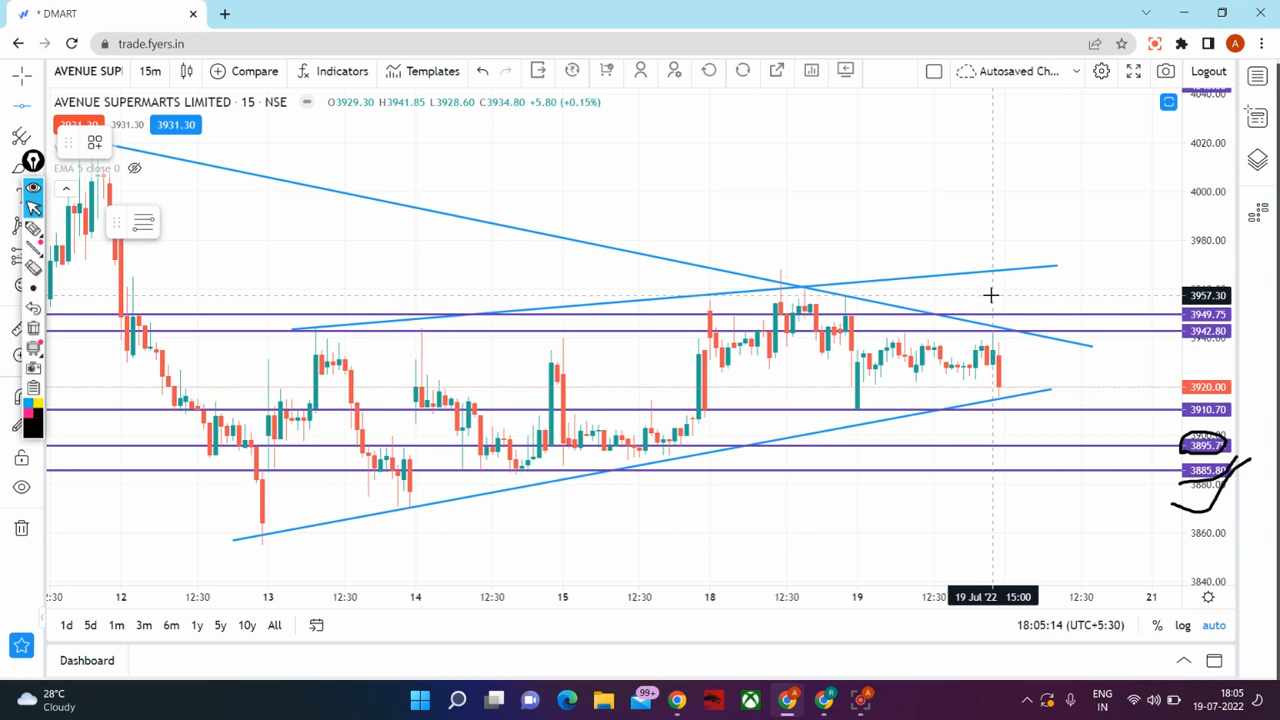 * DMART
trade.fyers.in
AVENUE SUP
15m
Compare
Indicators
Templates
Autosaved Ch...
Logout
AVENUE SUPERMARTS LIMITED · 15 · NSE
O3929.30 H3941.85 L3928.60 C3934.80 +5.80 (+0.15%)
3931.30
3931.30
EMA 5 close 0
4020.00
4000.00
3980.00
3957.30
3949.75
3942.80
3920.00
3910.70
3885.80
3880.00
3860.00
3840.00
12 12:30 13 12:30 14 12:30 15 12:30 18 12:30 19 12:30 19 Jul '22 15:00 12:30 21
1d 5d 1m 3m 6m 1y 5y 10y All
18:05:14 (UTC+5:30) % log auto
Dashboard
28°C
Cloudy
99+
ENG
IN
18:05
19-07-2022